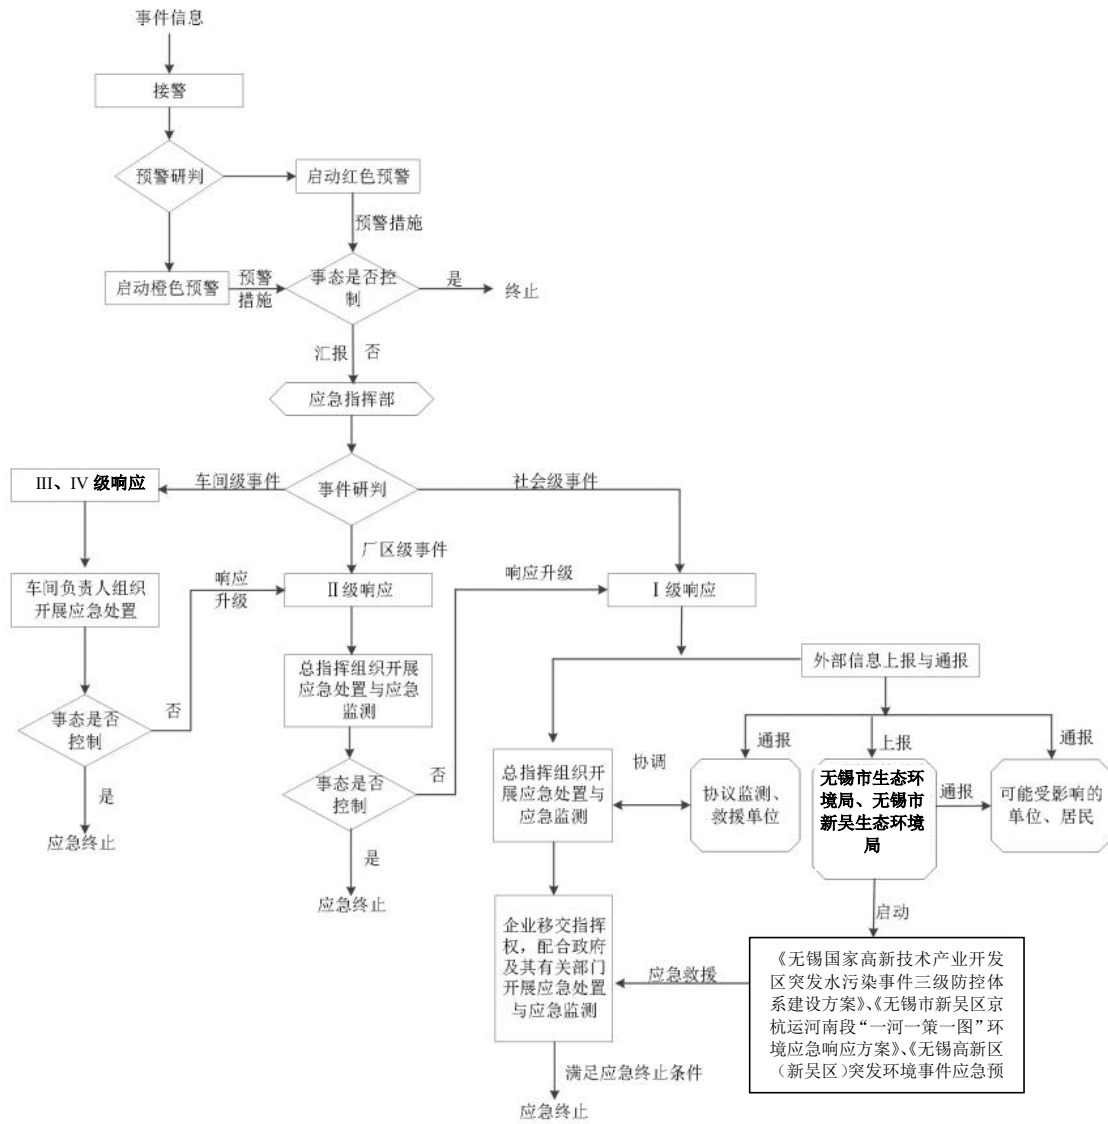 事件信息
接警
预警研判
启动红色预警
预警措施
启动橙色预警
预警
措施
事态是否控
制
是
终止
汇报
否
应急指挥部
III、IV 级响应
车间级事件
事件研判
社会级事件
厂区级事件
车间负责人组织
开展应急处置
响应
升级
II级响应
响应升级
I 级响应
总指挥组织开展
应急处置与应急
监测
外部信息上报与通报
事态是否
控制
否
是
应急终止
事态是否
控制
否
是
应急终止
通报
上报
通报
总指挥组织开
展应急处置与
应急监测
协调
协议监测、
救援单位
无锡市生态环
境局、无锡市
新吴生态环境
局
通报
可能受影响的
单位、居民
启动
企业移交指挥
权，配合政府
及其有关部门
开展应急处置
与应急监测
应急救援
《无锡国家高新技术产业开发
区突发水污染事件三级防控体
系建设方案》、《无锡市新吴区京
杭运河南段“一河一策一图”环
境应急响应方案》、《无锡高新区
（新吴区）突发环境事件应急预
满足应急终止条件
应急终止